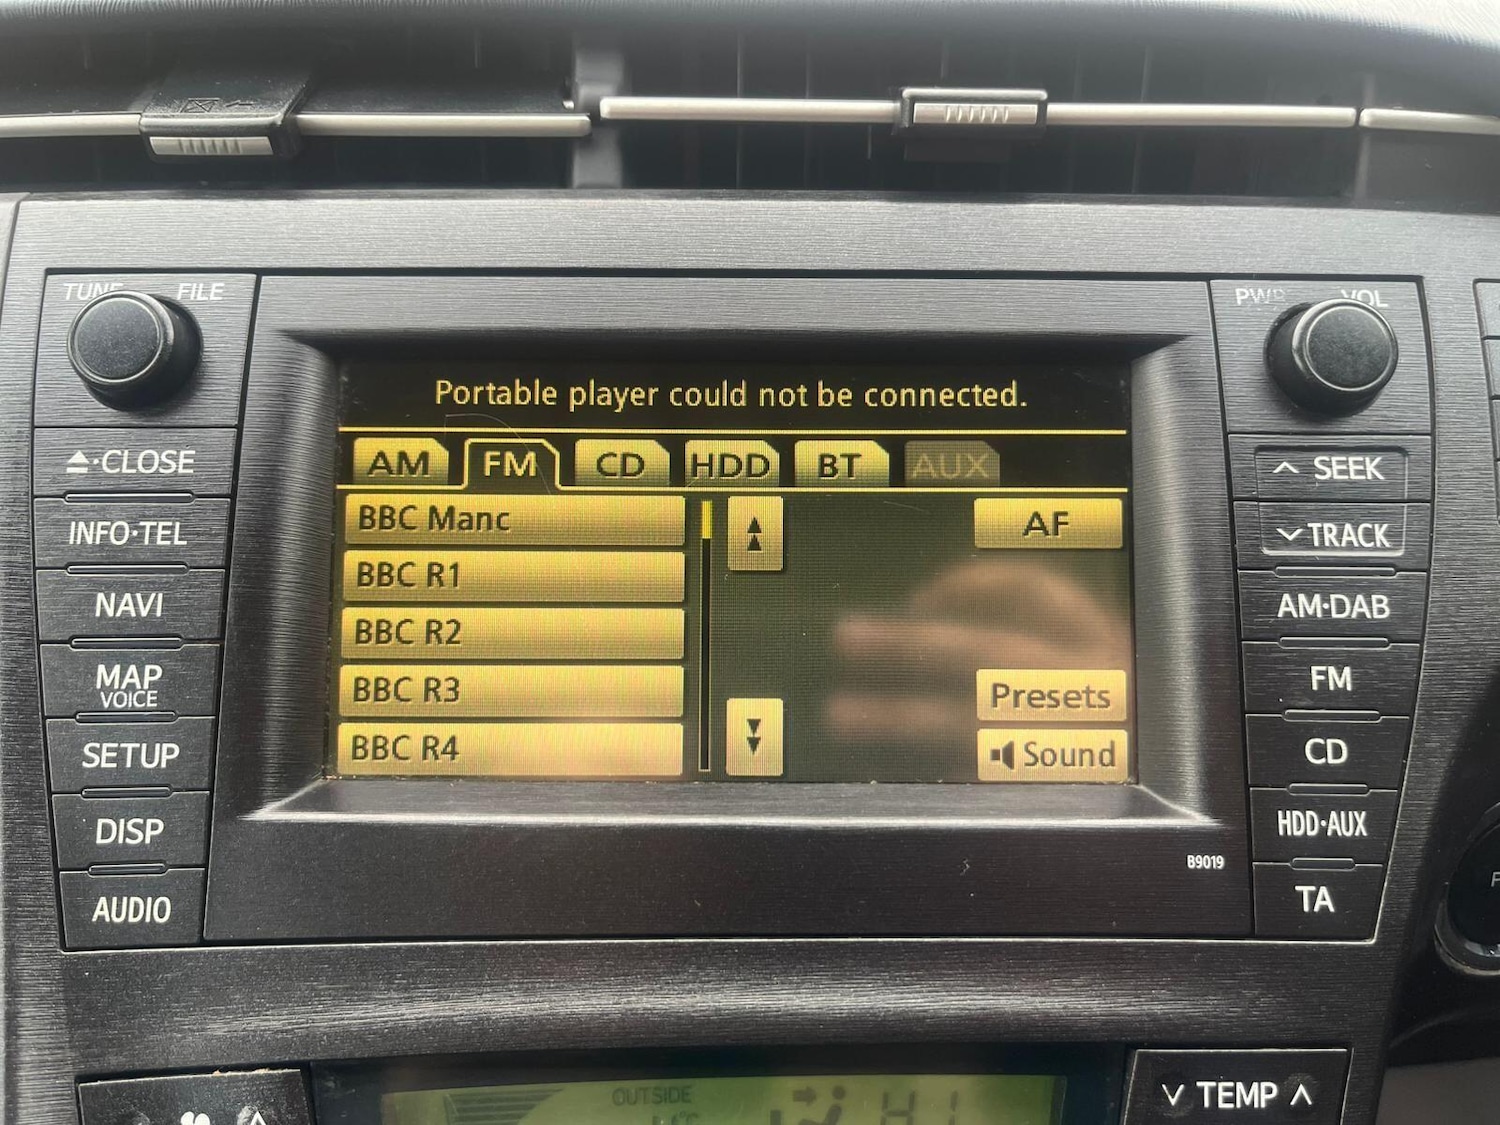 TUNE FILE
PWR VOL
Portable player could not be connected.
AM FM CD HDD BT AUX
BBC Manc
BBC R1
BBC R2
BBC R3
BBC R4
AF
Presets
Sound
CLOSE
INFO·TEL
NAVI
MAP
VOICE
SETUP
DISP
AUDIO
SEEK
TRACK
AM·DAB
FM
CD
HDD·AUX
TA
B9019
OUTSIDE
HI
TEMP